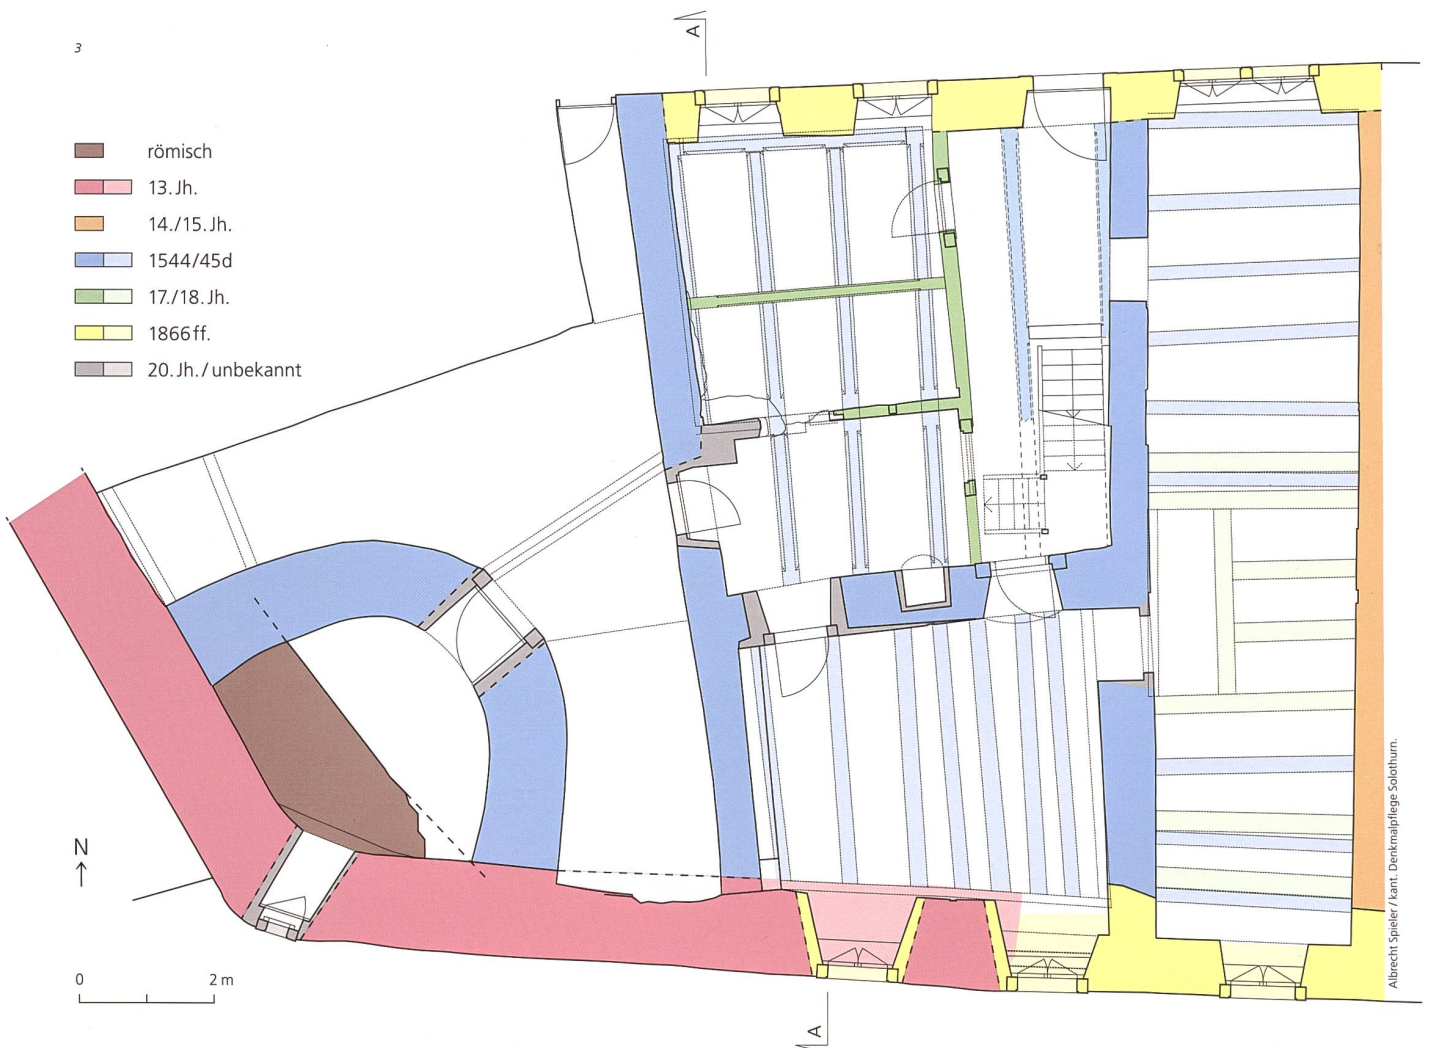 3
A
römisch
13. Jh.
14./15. Jh.
1544/45d
17./18. Jh.
1866 ff.
20. Jh. / unbekannt
N
0 2 m
A
Albrecht Spieler / kant. Denkmalpflege Solothurn.